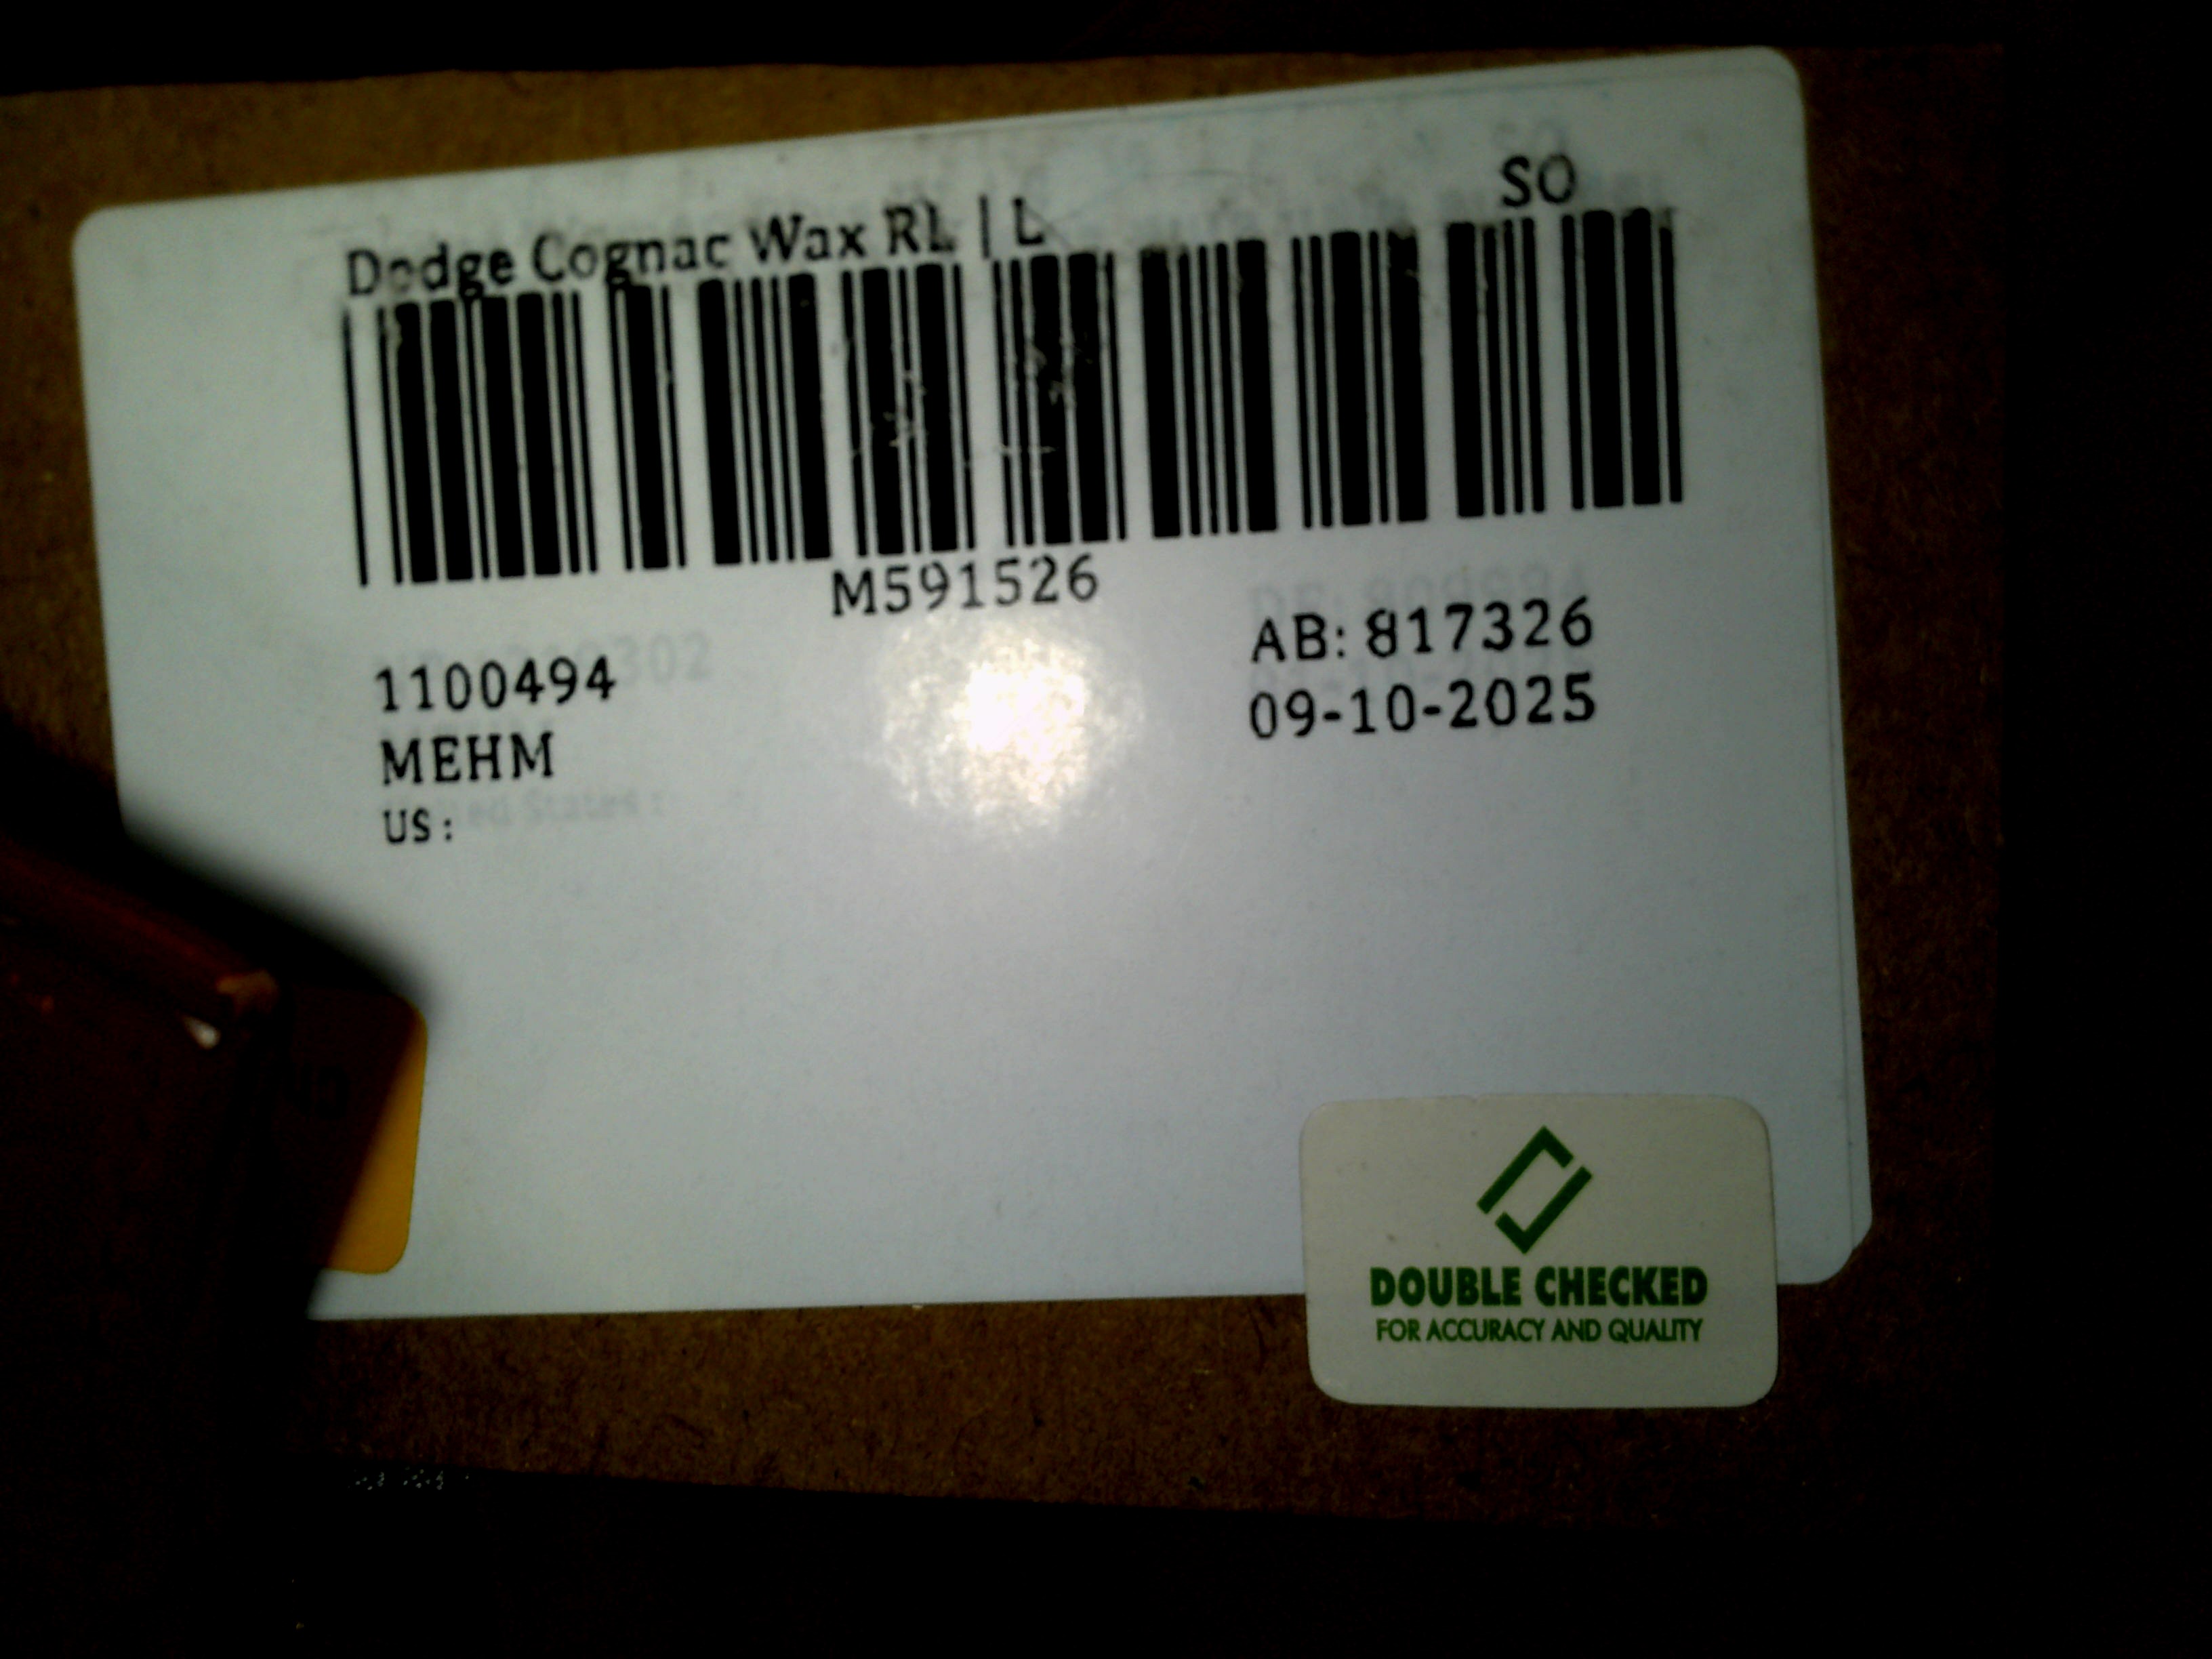 SO
Dodge Cognac Wax RL | L
M591526
1100494
AB: 817326
MEHM
09-10-2025
US :
DOUBLE CHECKED
FOR ACCURACY AND QUALITY